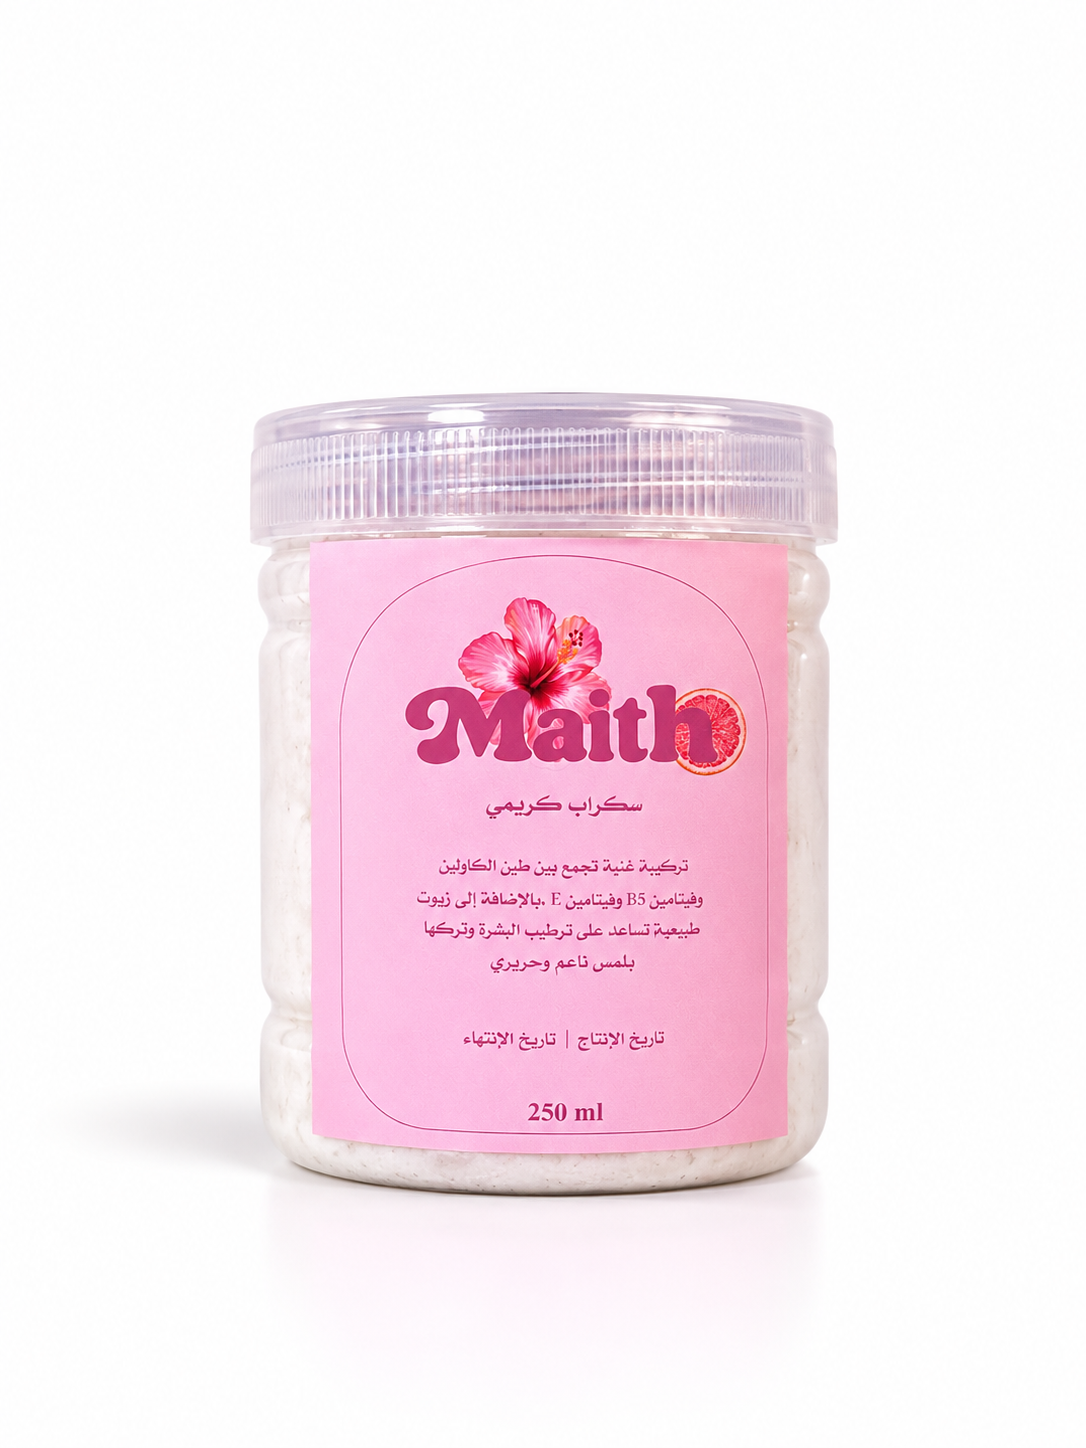 Maith
سكراب كريمي
تركيبة غنية تجمع بين طين الكاولين
وفيتامين B5 وفيتامين E ،بالإضافة إلى زيوت
طبيعية تساعد على ترطيب البشرة وتركها
بلمس ناعم وحريري
تاريخ الإنتاج | تاريخ الإنتهاء
250 ml